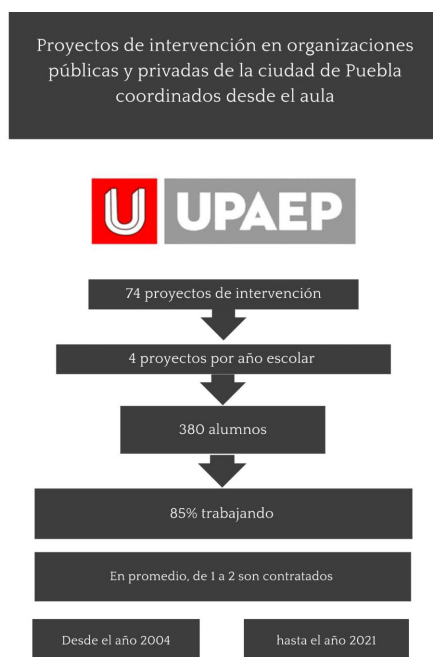 Proyectos de intervención en organizaciones
públicas y privadas de la ciudad de Puebla
coordinados desde el aula
U UPAEP
74 proyectos de intervención
4 proyectos por año escolar
380 alumnos
85% trabajando
En promedio, de 1 a 2 son contratados
Desde el año 2004
hasta el año 2021